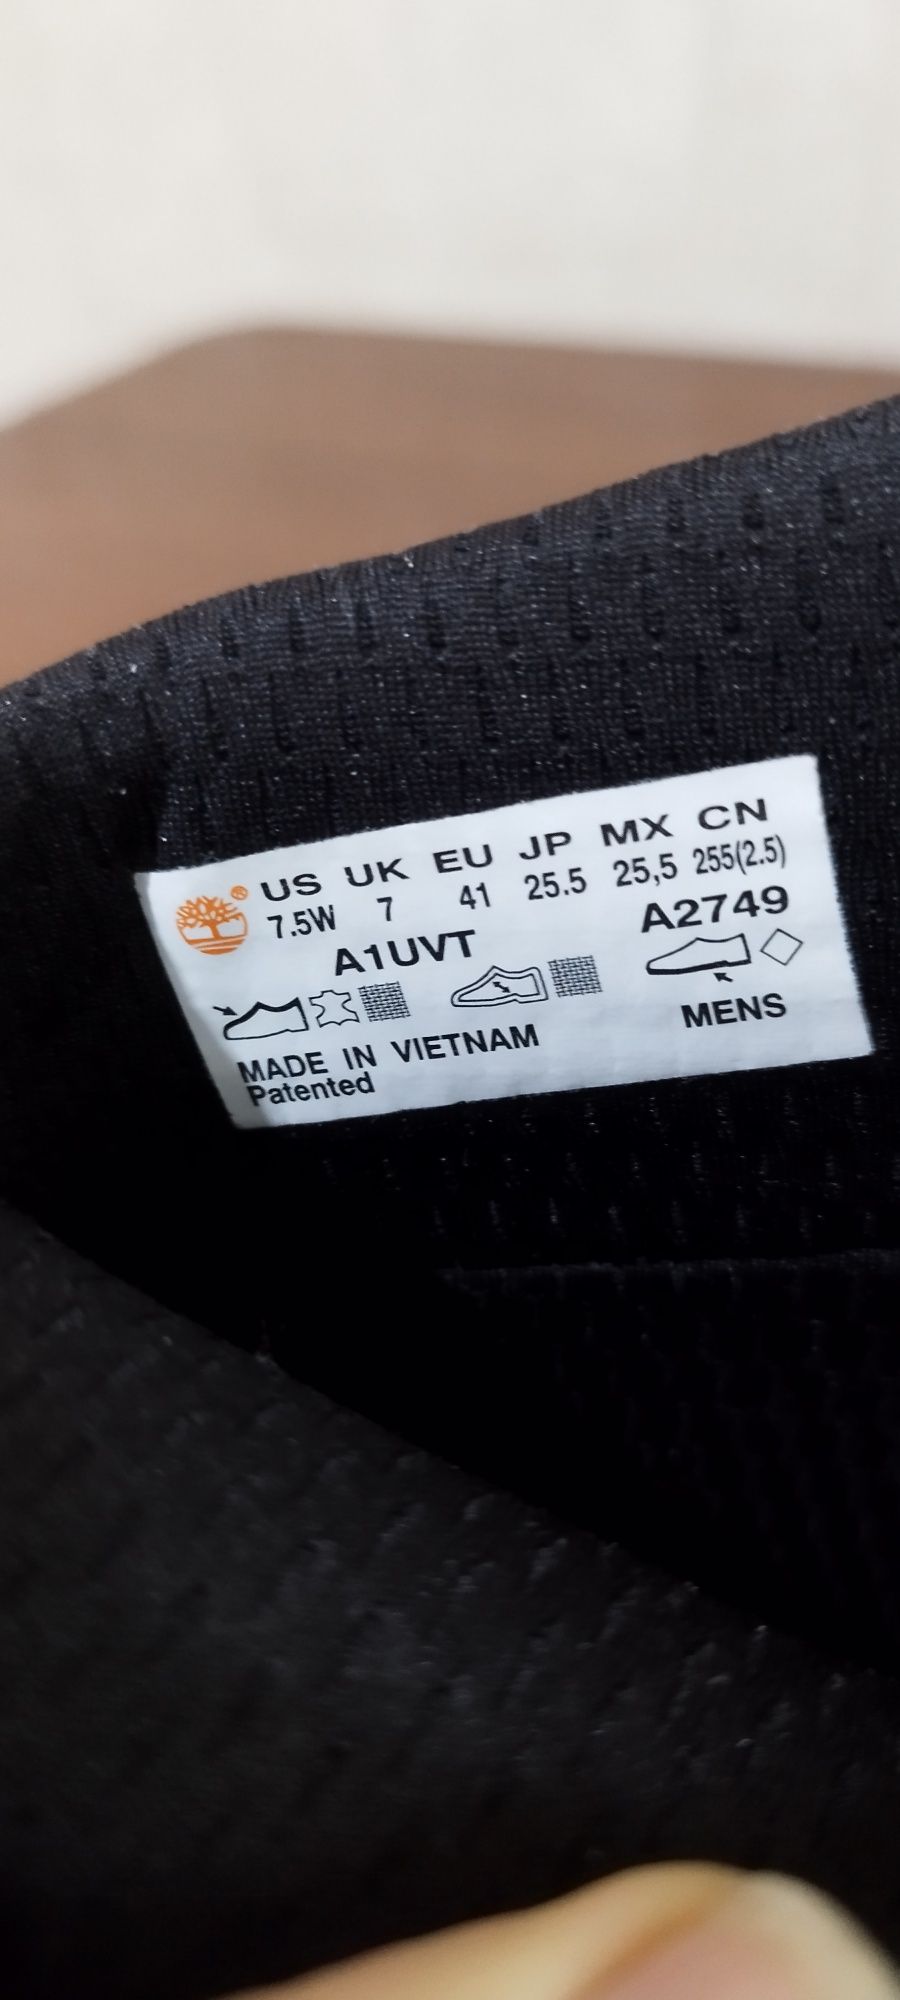 US UK EU JP MX CN
7.5W 7 41 25.5 25,5 255(2.5)
A1UVT A2749
MADE IN VIETNAM MENS
Patented